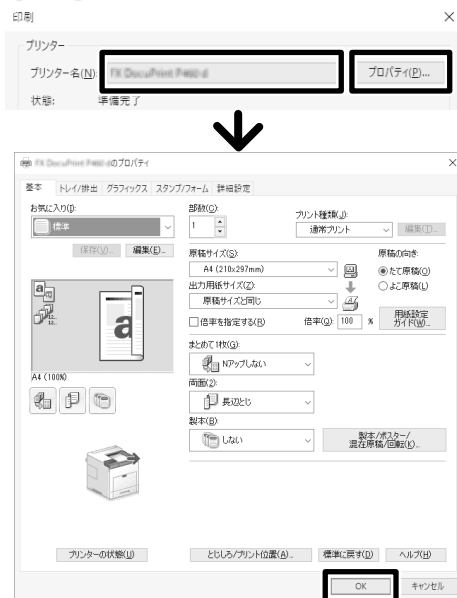 印刷
プリンター
プリンター名(N):
プロパティ(P)...
状態: 準備完了
のプロパティ
基本 トレイ/排出 グラフィックス スタンプ/フォーム 詳細設定
お気に入り(I):
標準
保存(V)... 編集(E)...
A4 (100%)
プリンターの状態(U)
部数(C):
1
プリント種類(J):
通常プリント
編集(T)...
原稿サイズ(S):
A4 (210x297mm)
出力用紙サイズ(Z):
原稿サイズと同じ
原稿の向き:
たて原稿(O)
よこ原稿(L)
倍率を指定する(R) 倍率(Q): 100 %
用紙設定
ガイド(W)...
まとめて1枚(G):
Nアップしない
両面(2):
長辺とじ
製本(B):
しない
製本/ポスター/
混在原稿/回転(K)...
とじしろ/プリント位置(A)... 標準に戻す(D) ヘルプ(H)
OK キャンセル